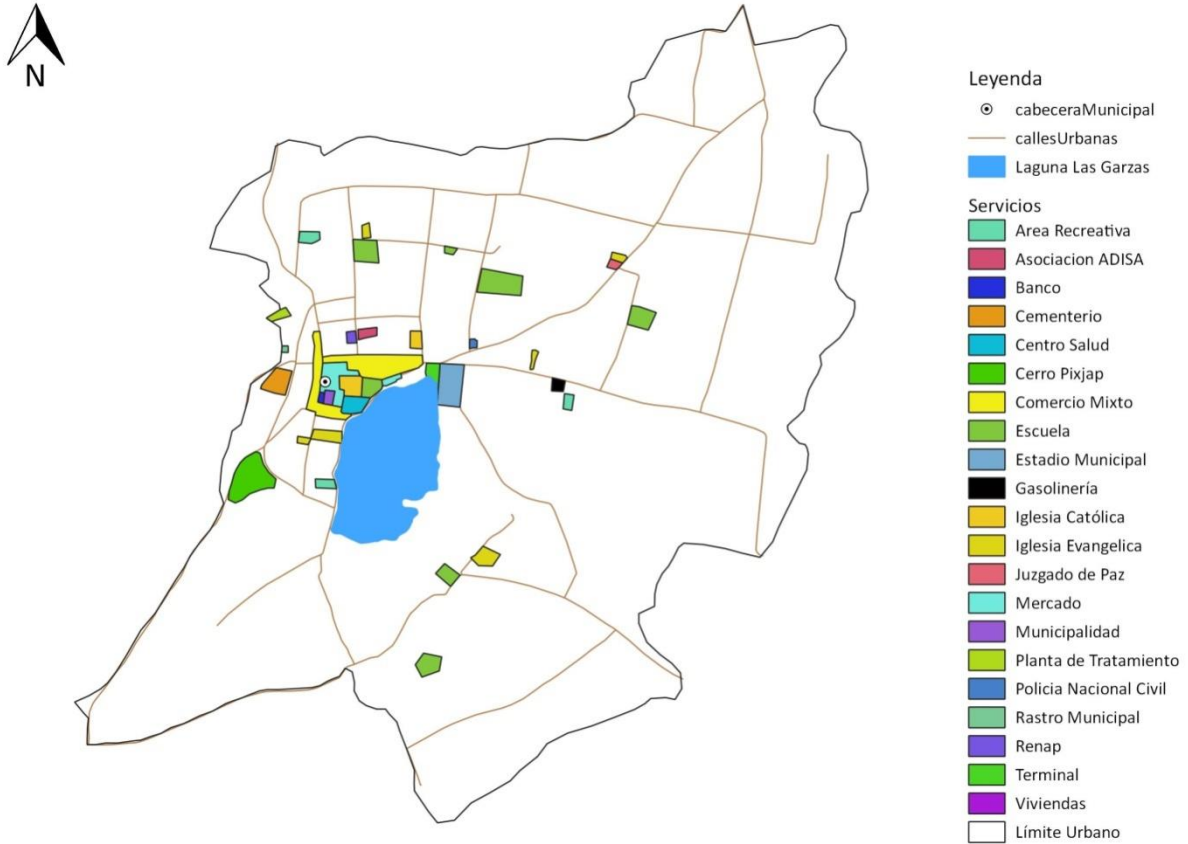 N
Leyenda
cabeceraMunicipal
callesUrbanas
Laguna Las Garzas
Servicios
Area Recreativa
Asociacion ADISA
Banco
Cementerio
Centro Salud
Cerro Pixjap
Comercio Mixto
Escuela
Estadio Municipal
Gasolinería
Iglesia Católica
Iglesia Evangelica
Juzgado de Paz
Mercado
Municipalidad
Planta de Tratamiento
Policia Nacional Civil
Rastro Municipal
Renap
Terminal
Viviendas
Límite Urbano